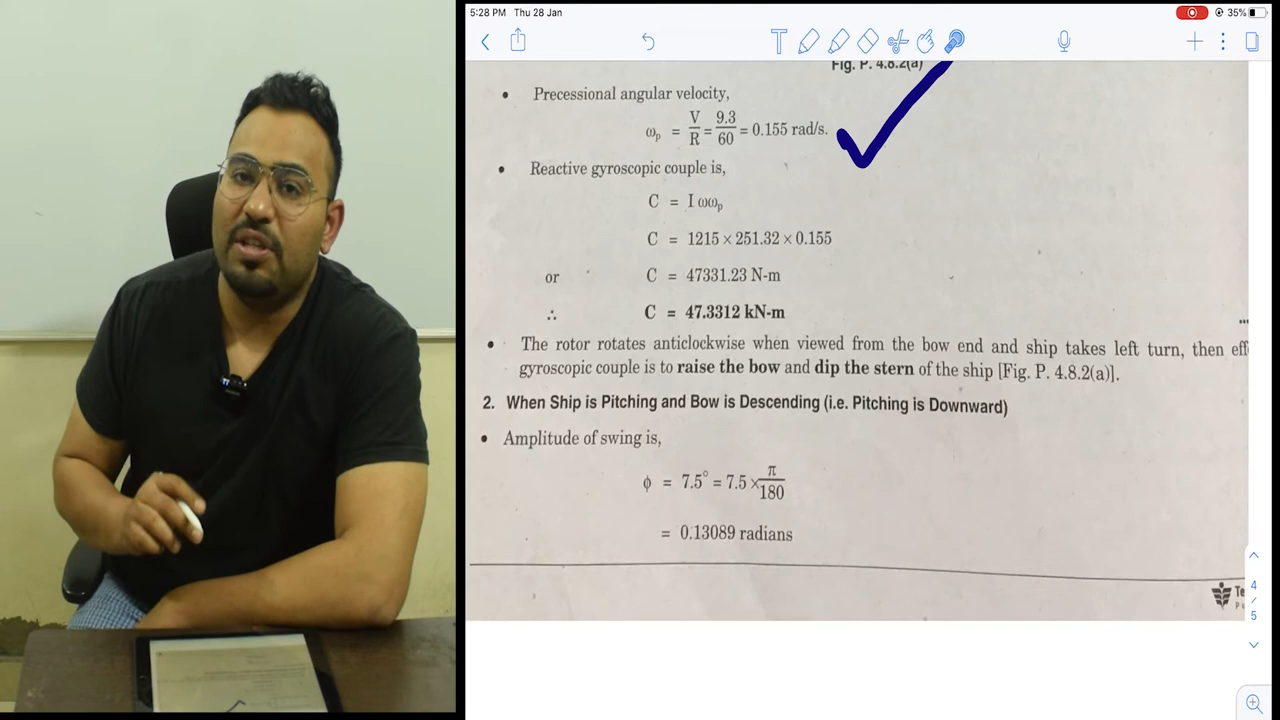 5:28 PM Thu 28 Jan
35%
Fig. P. 4.8.2(a)
• Precessional angular velocity,
ωp = V/R = 9.3/60 = 0.155 rad/s.
• Reactive gyroscopic couple is,
C = I ωωp
C = 1215 × 251.32 × 0.155
or C = 47331.23 N-m
∴ C = 47.3312 kN-m
...
• The rotor rotates anticlockwise when viewed from the bow end and ship takes left turn, then eff
gyroscopic couple is to raise the bow and dip the stern of the ship [Fig. P. 4.8.2(a)].
2. When Ship is Pitching and Bow is Descending (i.e. Pitching is Downward)
• Amplitude of swing is,
φ = 7.5° = 7.5 × π/180
= 0.13089 radians
4
/
5
Te